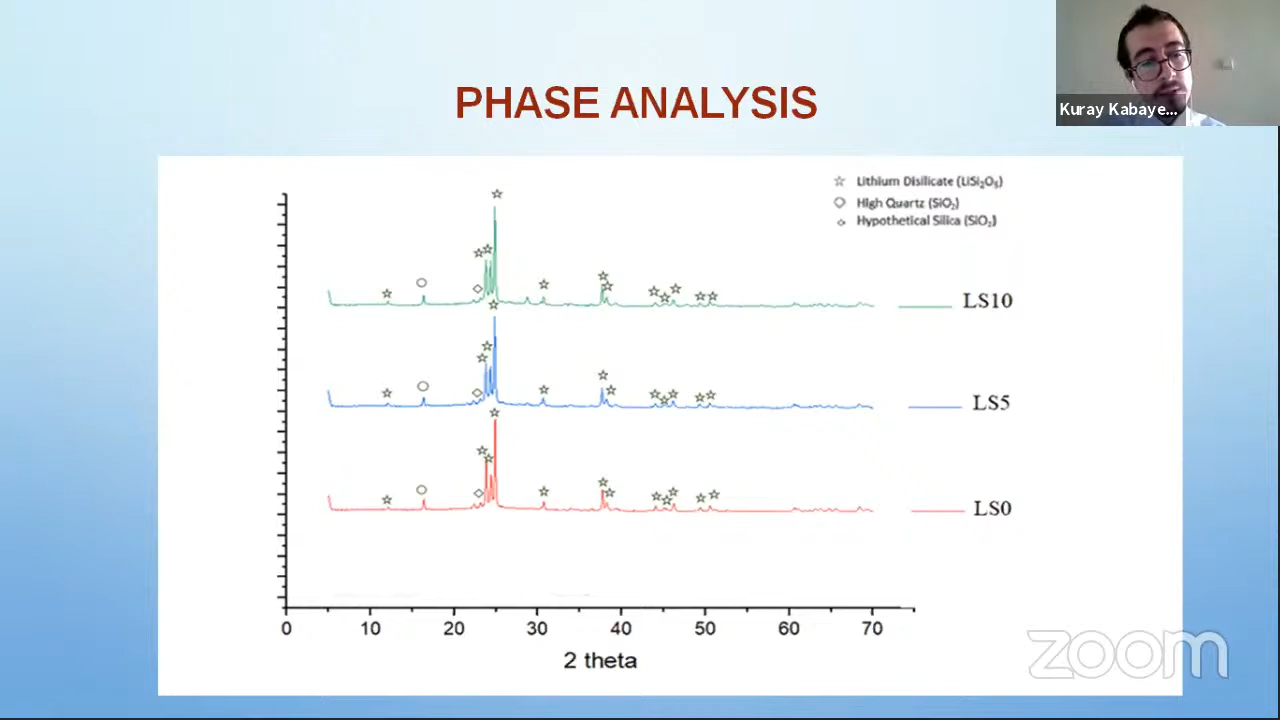 Kuray Kabaye...
PHASE ANALYSIS
Lithium Disilicate (LiSi₂O₅)
High Quartz (SiO₂)
Hypothetical Silica (SiO₂)
LS10
LS5
LS0
0 10 20 30 40 50 60 70
2 theta
zoom